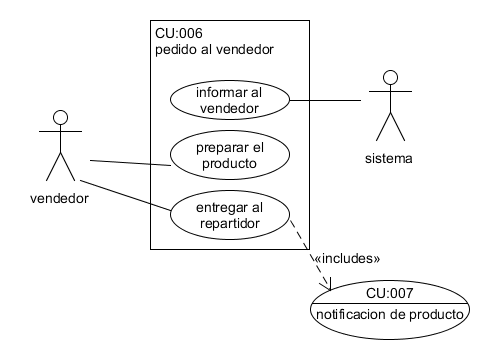 CU:006
pedido al vendedor
informar al
vendedor
sistema
preparar el
producto
vendedor
entregar al
repartidor
«includes»
CU:007
notificacion de producto